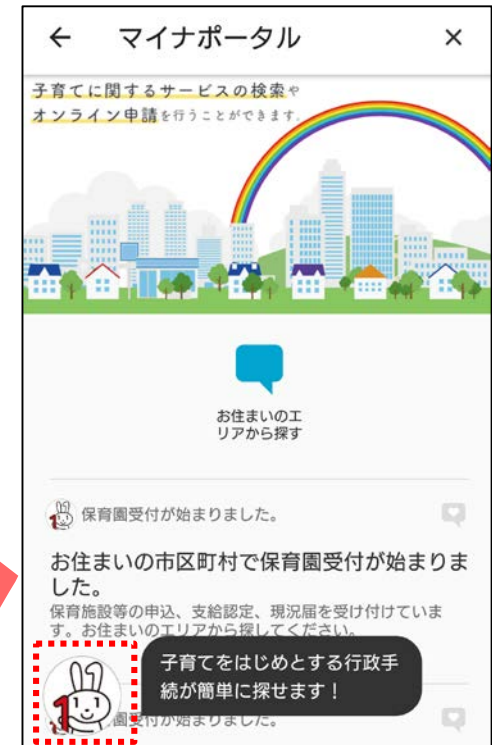 マイナポータル
子育てに関するサービスの検索や
オンライン申請を行うことができます。
お住まいのエ
リアから探す
保育園受付が始まりました。
お住まいの市区町村で保育園受付が始まりま
した。
保育施設等の申込、支給認定、現況届を受け付けていま
す。お住まいのエリアから探してください。
子育てをはじめとする行政手
続が簡単に探せます！
園受付が始まりました。